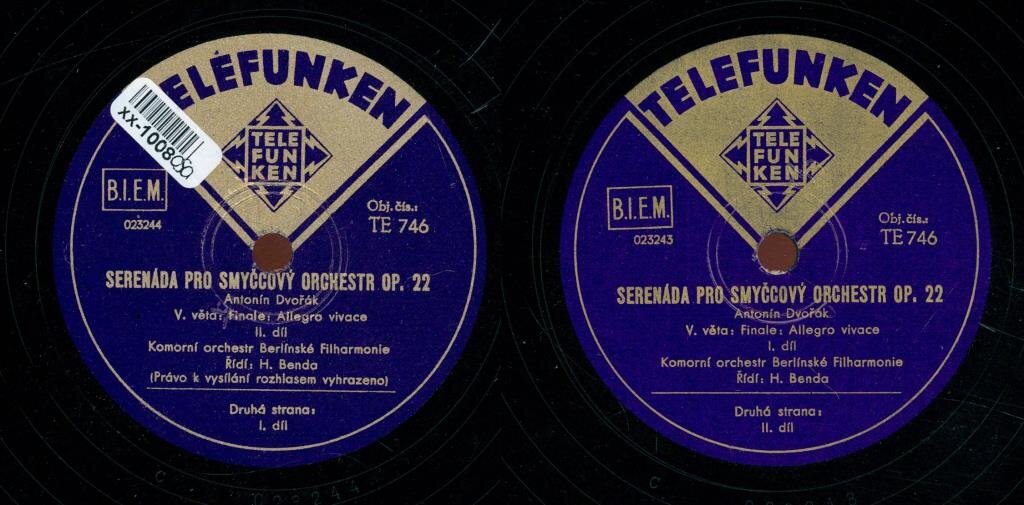 TELEFUNKEN
xx-1008
TELE
FUN
KEN
B.I.E.M.
023244
Obj. čís.:
TE 746
SERENÁDA PRO SMYČCOVÝ ORCHESTR OP. 22
Antonín Dvořák
V. věta: Finale: Allegro vivace
II. díl
Komorní orchestr Berlínské Filharmonie
Řídí: H. Benda
(Právo k vysílání rozhlasem vyhrazeno)
Druhá strana:
I. díl
C 023244
TELEFUNKEN
TELE
FUN
KEN
B.I.E.M.
023243
Obj. čís.:
TE 746
SERENÁDA PRO SMYČCOVÝ ORCHESTR OP. 22
Antonín Dvořák
V. věta: Finale: Allegro vivace
I. díl
Komorní orchestr Berlínské Filharmonie
Řídí: H. Benda
Druhá strana:
II. díl
C 023243